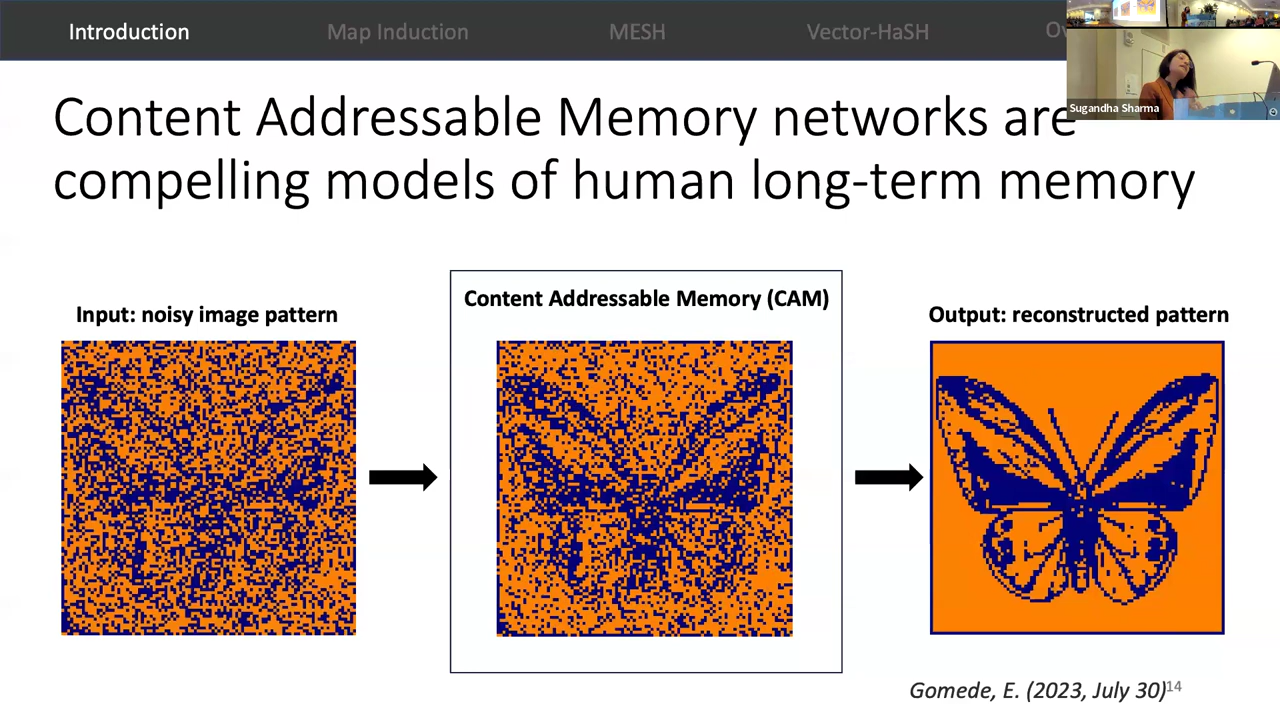 Introduction
Map Induction
MESH
Vector-HaSH
Sugandha Sharma
Content Addressable Memory networks are
compelling models of human long-term memory
Input: noisy image pattern
Content Addressable Memory (CAM)
Output: reconstructed pattern
Gomede, E. (2023, July 30)
14